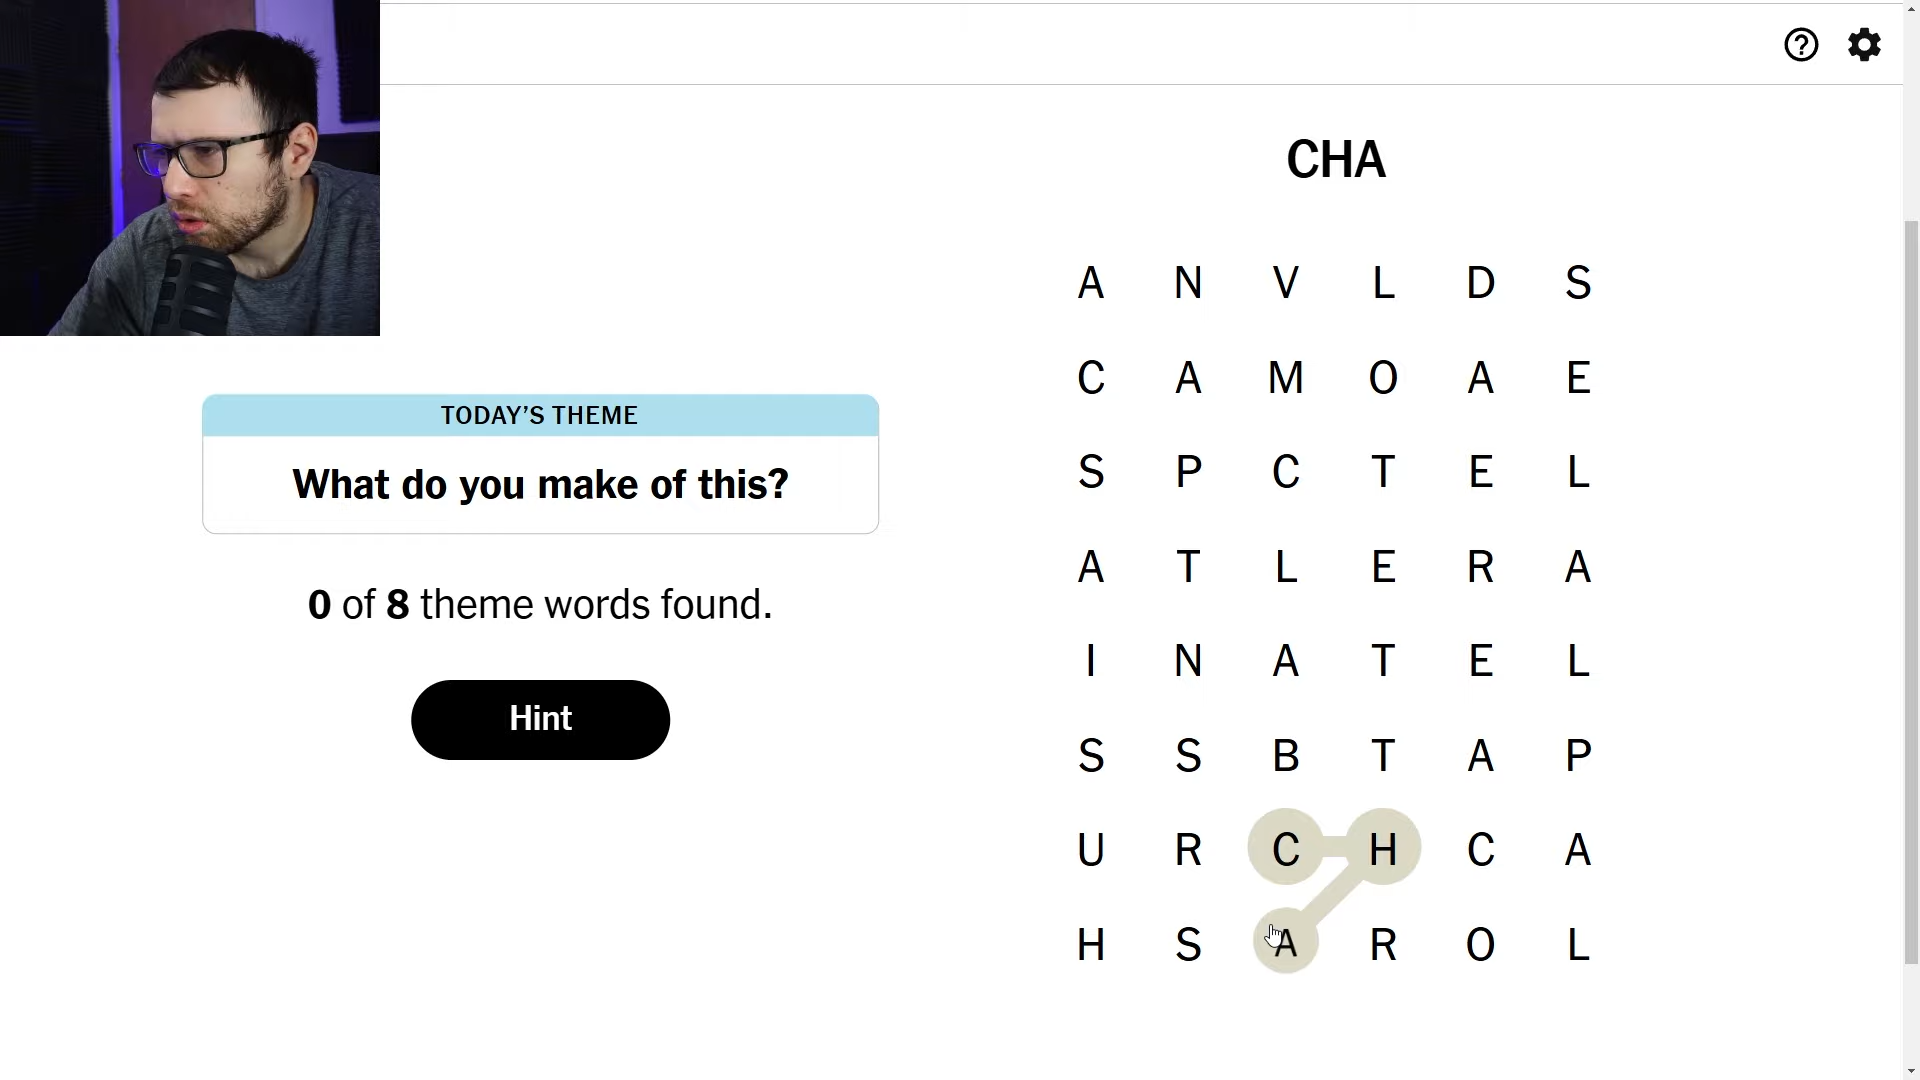 CHA
A N V L D S
C A M O A E
S P C T E L
A T L E R A
I N A T E L
S S B T A P
U R C H C A
H S A R O L
TODAY'S THEME
What do you make of this?
0 of 8 theme words found.
Hint